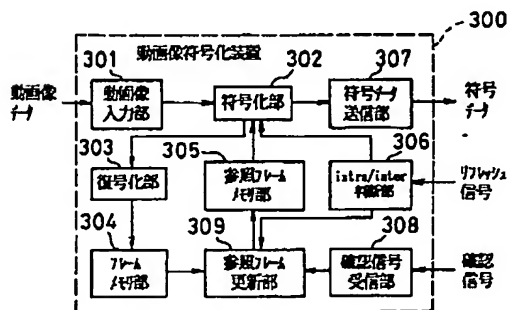 300
動画像符号化装置
301
302
307
動画像
データ
動画像
入力部
符号化部
符号データ
送信部
符号
データ
303
305
306
復号化部
参照フレーム
メモリ部
intra/inter
判断部
リフレッシュ
信号
304
309
308
フレーム
メモリ部
参照フレーム
更新部
確認信号
受信部
確認
信号